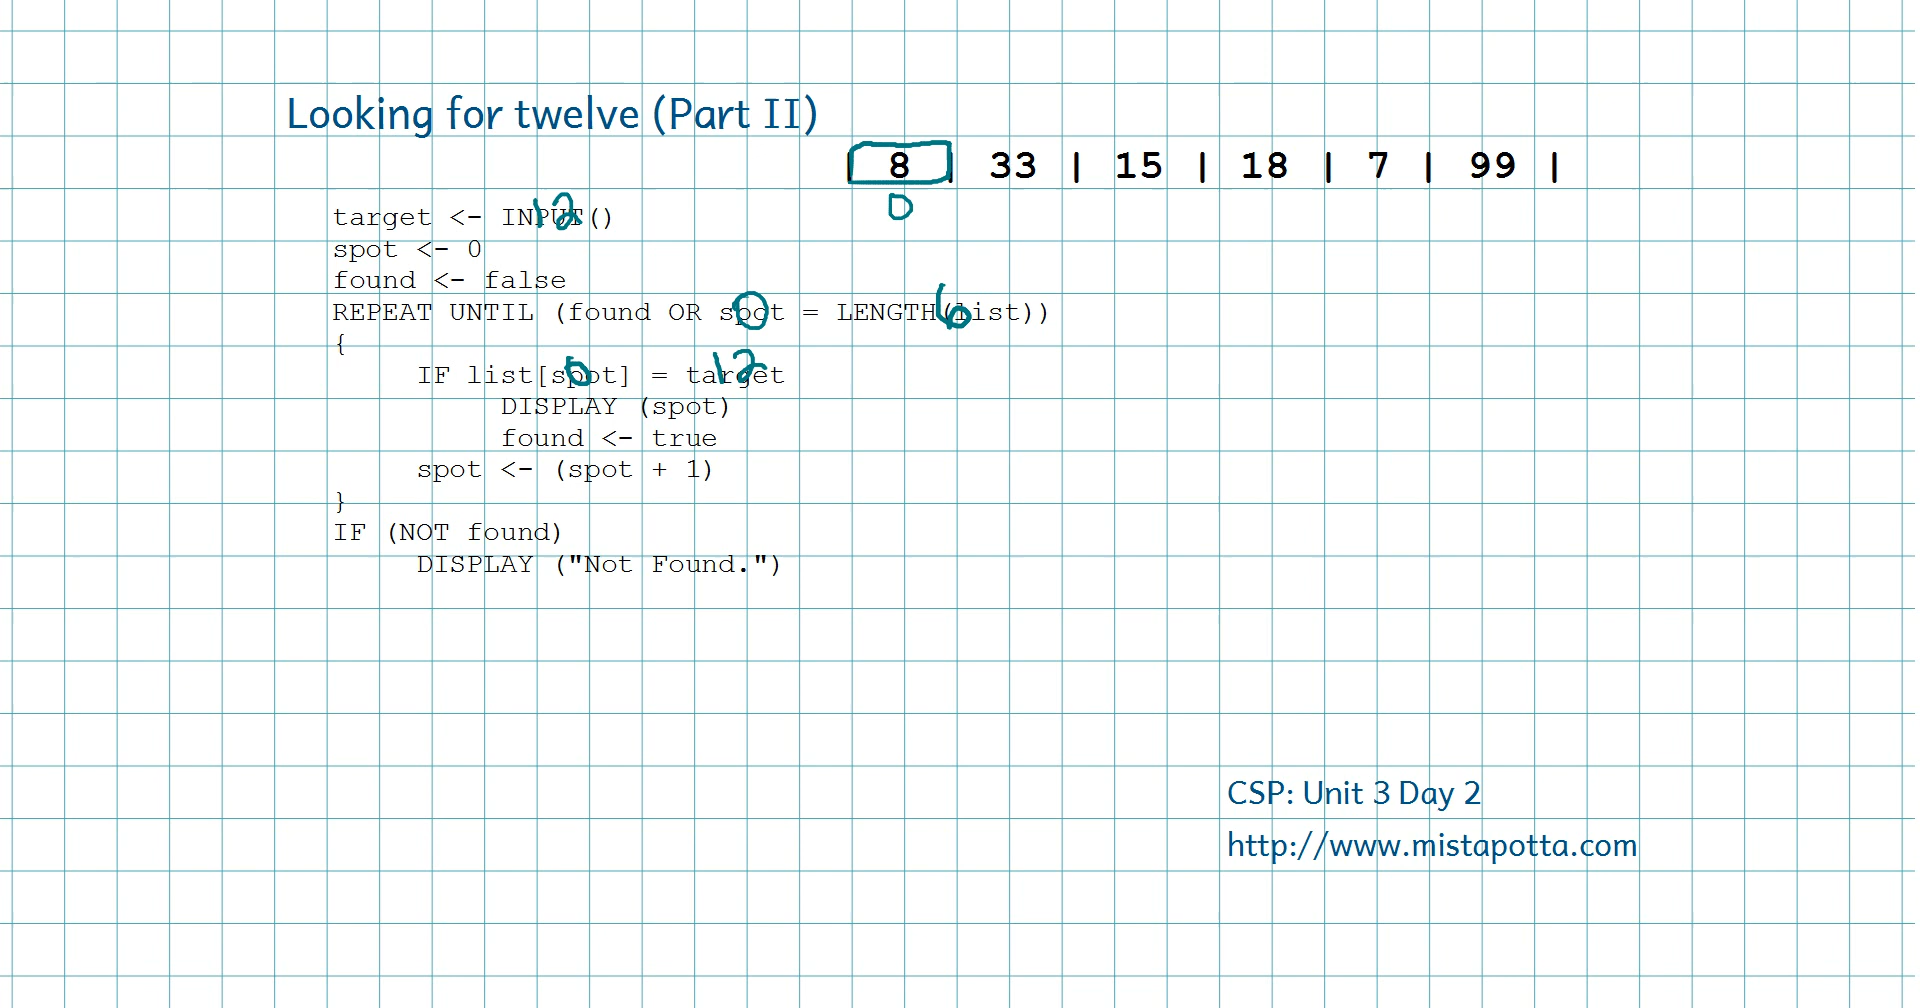 Looking for twelve (Part II)
| 8 | 33 | 15 | 18 | 7 | 99 |
0
12
target <- INPUT()
spot <- 0
found <- false
0 6
REPEAT UNTIL (found OR spot = LENGTH(list))
{
0 12
IF list[spot] = target
DISPLAY (spot)
found <- true
spot <- (spot + 1)
}
IF (NOT found)
DISPLAY ("Not Found.")
CSP: Unit 3 Day 2
http://www.mistapotta.com